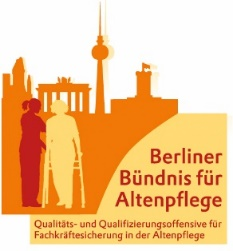 Berliner
Bündnis für
Altenpflege
Qualitäts- und Qualifizierungsoffensive für
Fachkräftesicherung in der Altenpflege